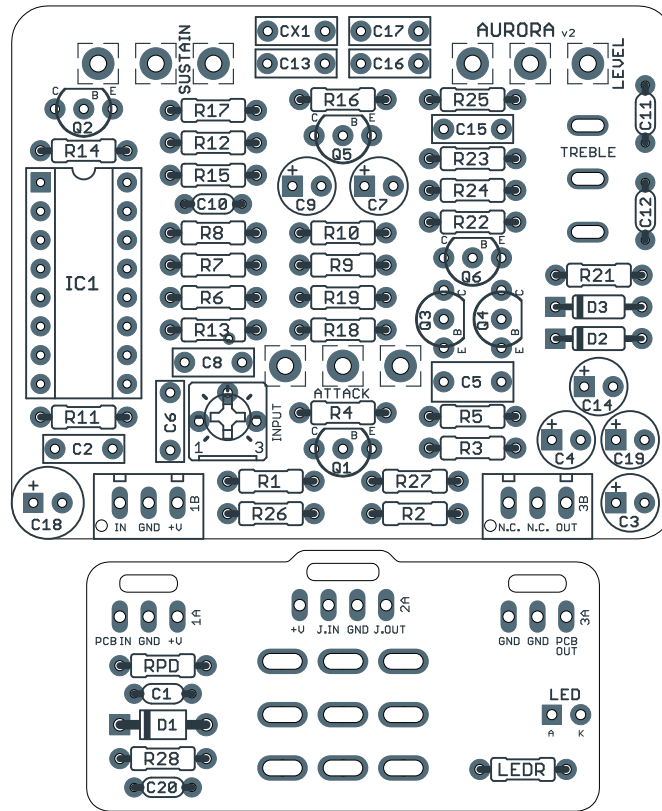 CX1 C17
AURORA v2
C13 C16
SUSTAIN
LEVEL
C B E
Q2
R17
R16
R25
C11
R14
R12
C B E
Q5
C15
TREBLE
R15
R23
+ C9
+ C7
R24
C10
C12
R22
IC1
R8
R10
C B E
Q6
R7
R9
R21
R6
R19
C B E
Q3
C B E
Q4
D3
R13
R18
D2
C8
ATTACK
C5
+ C14
C6
1 3
INPUT
R11
R4
R5
C2
C B E
Q1
R3
+ C4
+ C19
R1
R27
+ C18
IN GND +V
1B
R26
R2
N.C. N.C. OUT
3B
+ C3
1A
PCB IN GND +V
2A
+V J.IN GND J.OUT
3A
GND GND PCB OUT
RPD
C1
D1
LED
A K
R28
LEDR
C20